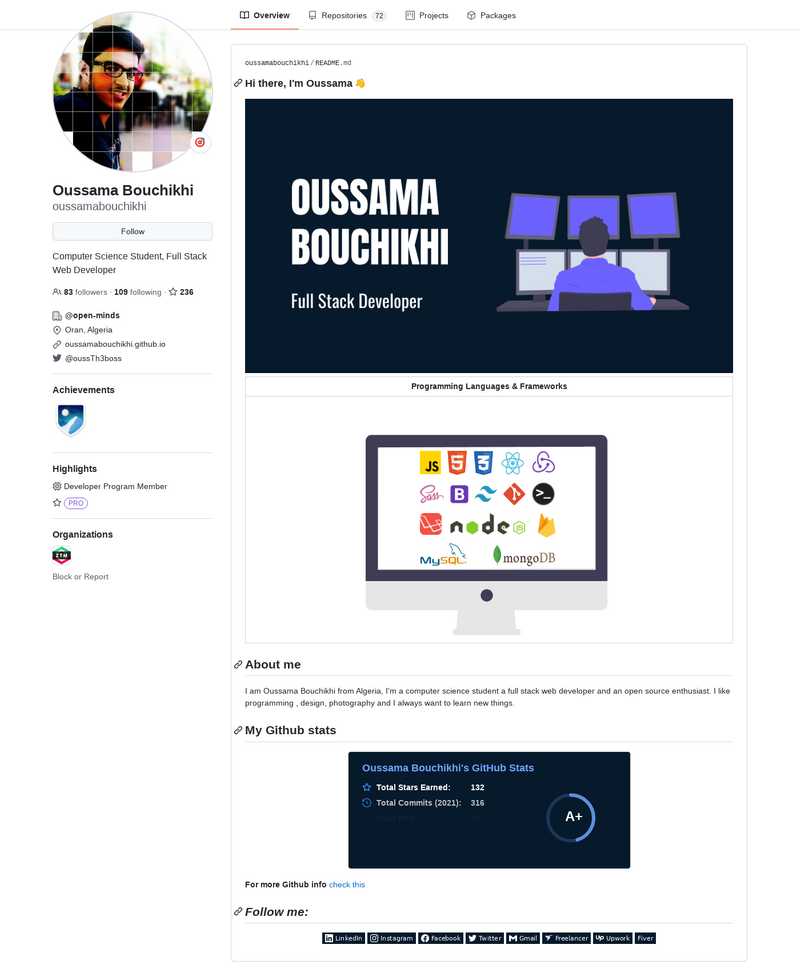 Overview
Repositories 72
Projects
Packages
Oussama Bouchikhi
oussamabouchikhi
Follow
Computer Science Student, Full Stack
Web Developer
83 followers · 109 following · 236
@open-minds
Oran, Algeria
oussamabouchikhi.github.io
@oussTh3boss
Achievements
Highlights
Developer Program Member
PRO
Organizations
ZTM
Block or Report
oussamabouchikhi / README.md
Hi there, I'm Oussama 👋
OUSSAMA
BOUCHIKHI
Full Stack Developer
Programming Languages & Frameworks
JS
Sass
B
node
JS
MySQL
mongoDB
About me
I am Oussama Bouchikhi from Algeria, I'm a computer science student a full stack web developer and an open source enthusiast. I like
programming , design, photography and I always want to learn new things.
My Github stats
Oussama Bouchikhi's GitHub Stats
Total Stars Earned: 132
Total Commits (2021): 316
A+
For more Github info check this
Follow me:
LinkedIn
Instagram
Facebook
Twitter
Gmail
Freelancer
Upwork
Fiver